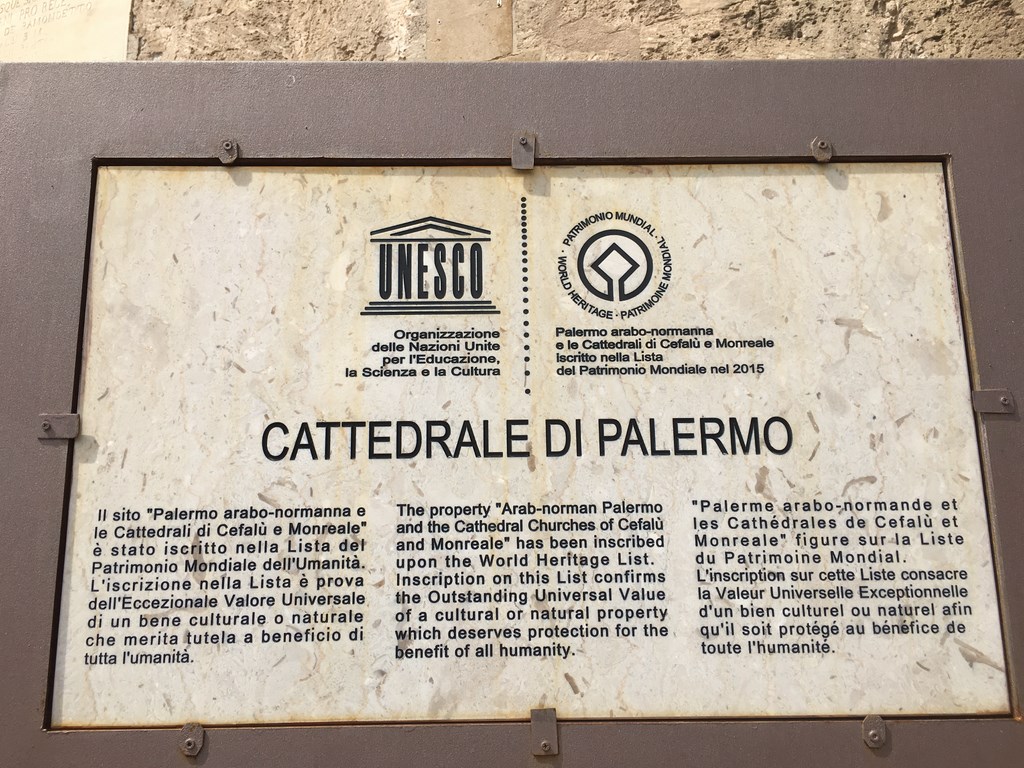 DE
UNESCO
Organizzazione
delle Nazioni Unite
per l'Educazione,
la Scienza e la Cultura
PATRIMONIO MUNDIAL · PATRIMOINE MONDIAL · WORLD HERITAGE ·
Palermo arabo-normanna
e le Cattedrali di Cefalù e Monreale
iscritto nella Lista
del Patrimonio Mondiale nel 2015
CATTEDRALE DI PALERMO
Il sito "Palermo arabo-normanna e
le Cattedrali di Cefalù e Monreale"
è stato iscritto nella Lista del
Patrimonio Mondiale dell'Umanità.
L'iscrizione nella Lista è prova
dell'Eccezionale Valore Universale
di un bene culturale o naturale
che merita tutela a beneficio di
tutta l'umanità.
The property "Arab-norman Palermo
and the Cathedral Churches of Cefalù
and Monreale" has been inscribed
upon the World Heritage List.
Inscription on this List confirms
the Outstanding Universal Value
of a cultural or natural property
which deserves protection for the
benefit of all humanity.
"Palerme arabo-normande et
les Cathédrales de Cefalù et
Monreale" figure sur la Liste
du Patrimoine Mondial.
L'inscription sur cette Liste consacre
la Valeur Universelle Exceptionnelle
d'un bien culturel ou naturel afin
qu'il soit protégé au bénéfice de
toute l'humanité.